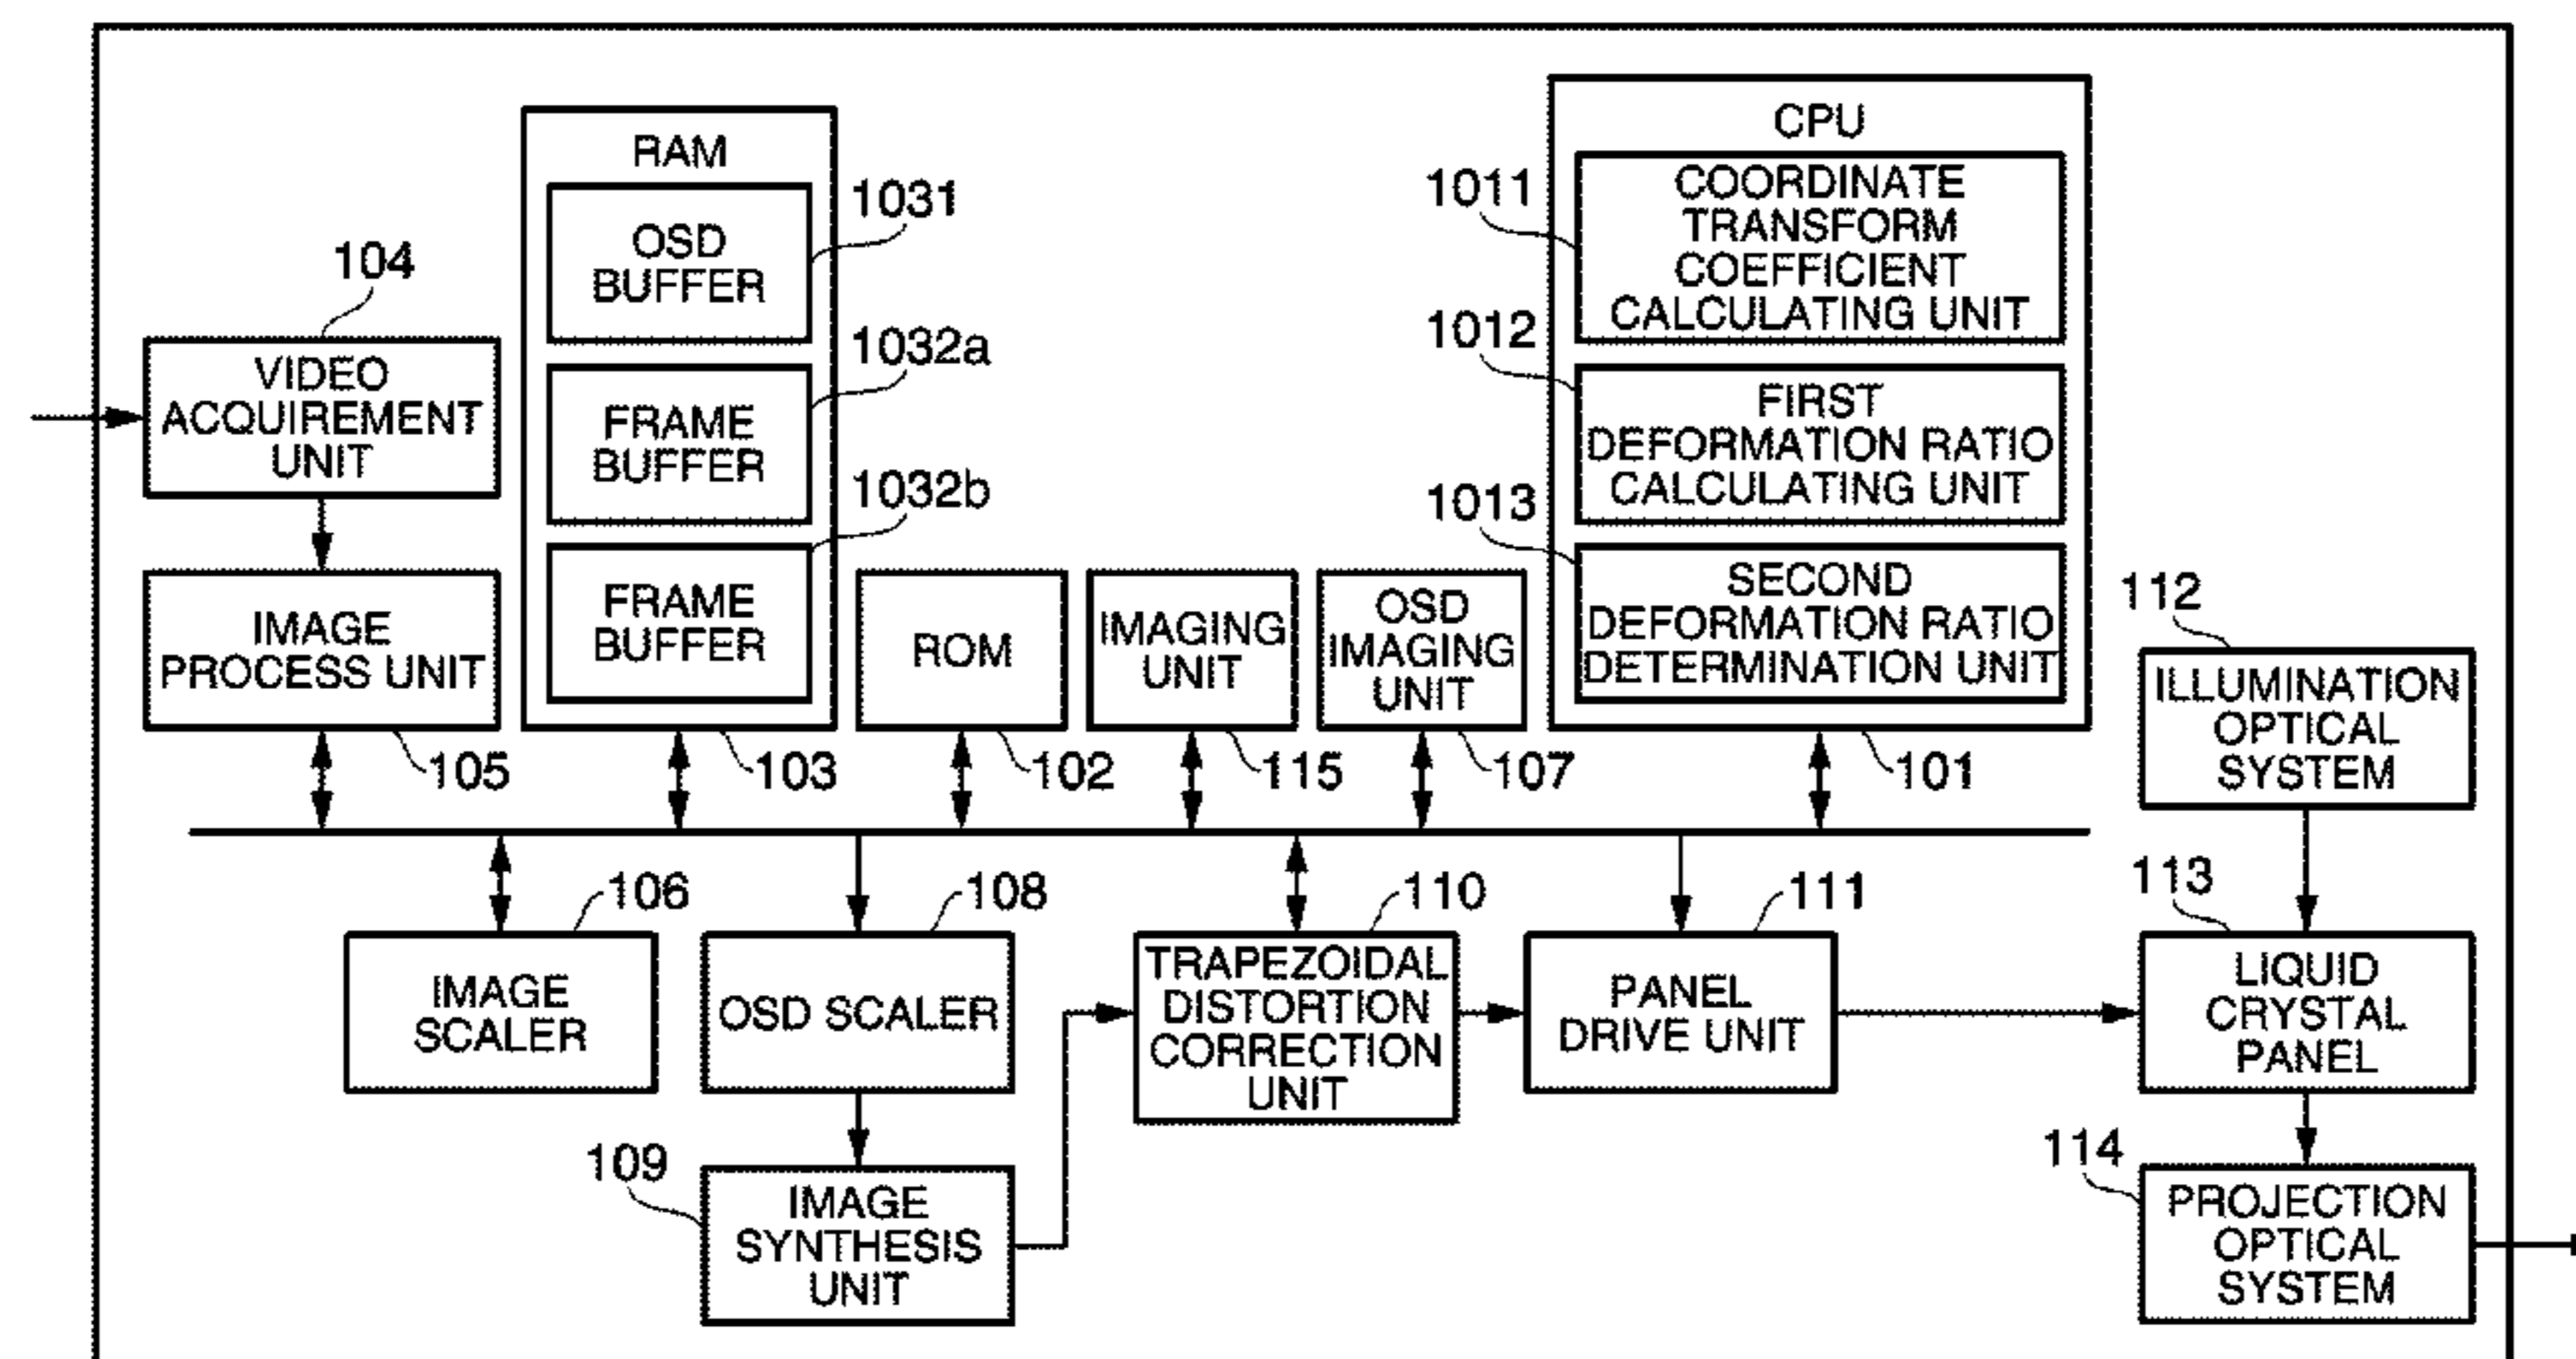 104
VIDEO
ACQUIREMENT
UNIT
IMAGE
PROCESS UNIT
105
RAM
OSD
BUFFER
1031
FRAME
BUFFER
1032a
FRAME
BUFFER
1032b
103
ROM
102
IMAGING
UNIT
115
OSD
IMAGING
UNIT
107
CPU
1011
COORDINATE
TRANSFORM
COEFFICIENT
CALCULATING UNIT
1012
FIRST
DEFORMATION RATIO
CALCULATING UNIT
1013
SECOND
DEFORMATION RATIO
DETERMINATION UNIT
101
112
ILLUMINATION
OPTICAL
SYSTEM
106
IMAGE
SCALER
108
OSD SCALER
109
IMAGE
SYNTHESIS
UNIT
110
TRAPEZOIDAL
DISTORTION
CORRECTION
UNIT
111
PANEL
DRIVE UNIT
113
LIQUID
CRYSTAL
PANEL
114
PROJECTION
OPTICAL
SYSTEM